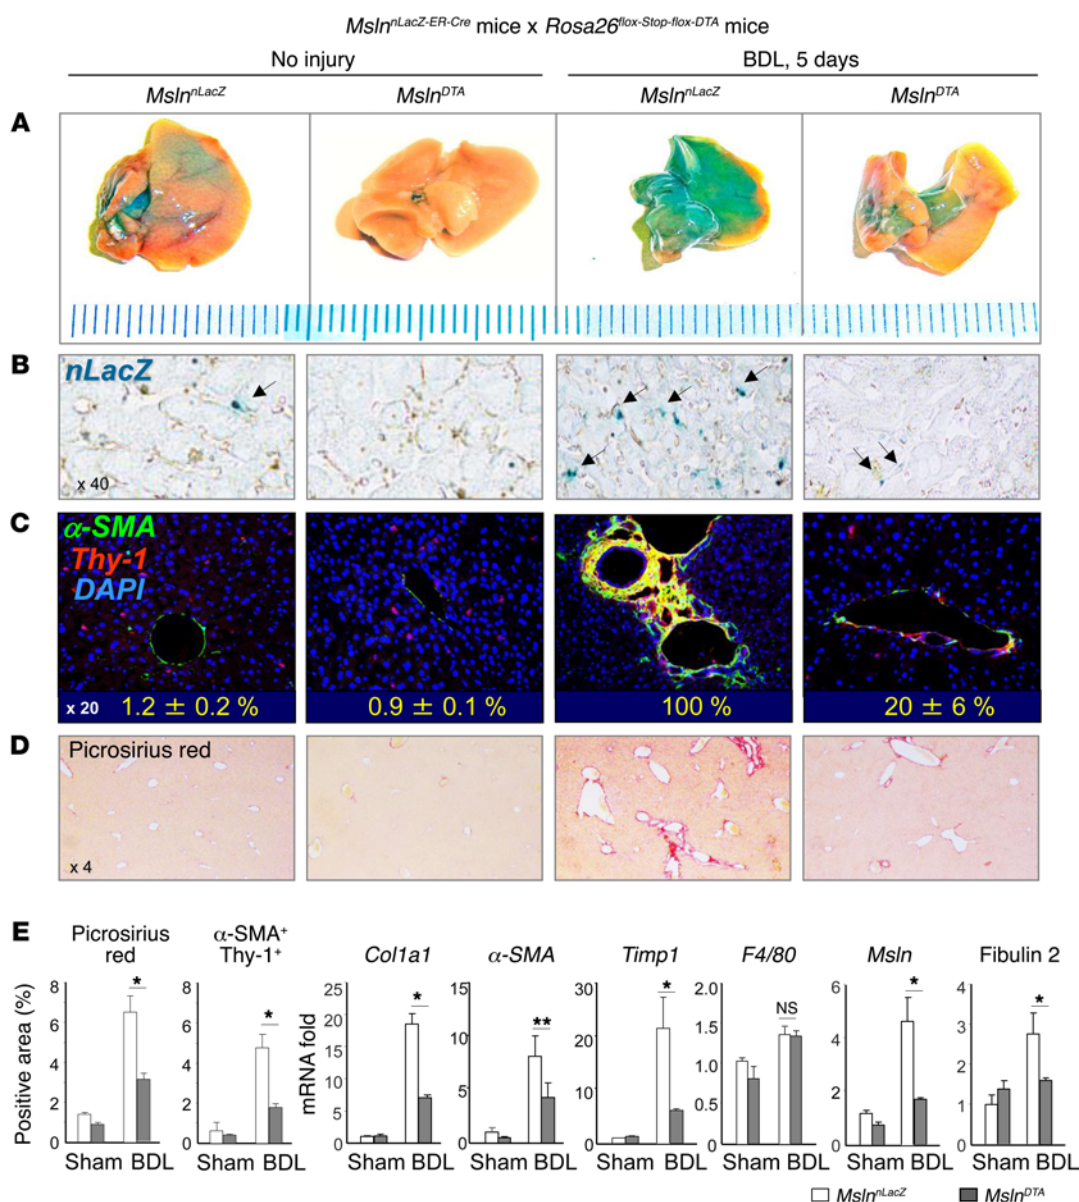 Msln^nLacZ-ER-Cre mice x Rosa26^flox-Stop-flox-DTA mice
No injury
BDL, 5 days
Msln^nLacZ
Msln^DTA
Msln^nLacZ
Msln^DTA
A
B
nLacZ
x 40
C
α-SMA
Thy-1
DAPI
x 20
1.2 ± 0.2 %
0.9 ± 0.1 %
100 %
20 ± 6 %
D
Picrosirius red
x 4
E
Picrosirius
red
Positive area (%)
8
6
4
2
0
*
Sham BDL
α-SMA+
Thy-1+
8
6
4
2
0
*
Sham BDL
Col1a1
mRNA fold
25
20
15
10
5
0
*
Sham BDL
α-SMA
15
10
5
0
**
Sham BDL
Timp1
30
20
10
0
*
Sham BDL
F4/80
2.0
1.5
1.0
0.5
0
NS
Sham BDL
Msln
6
4
2
0
*
Sham BDL
Fibulin 2
4
3
2
1
0
*
Sham BDL
Msln^nLacZ
Msln^DTA